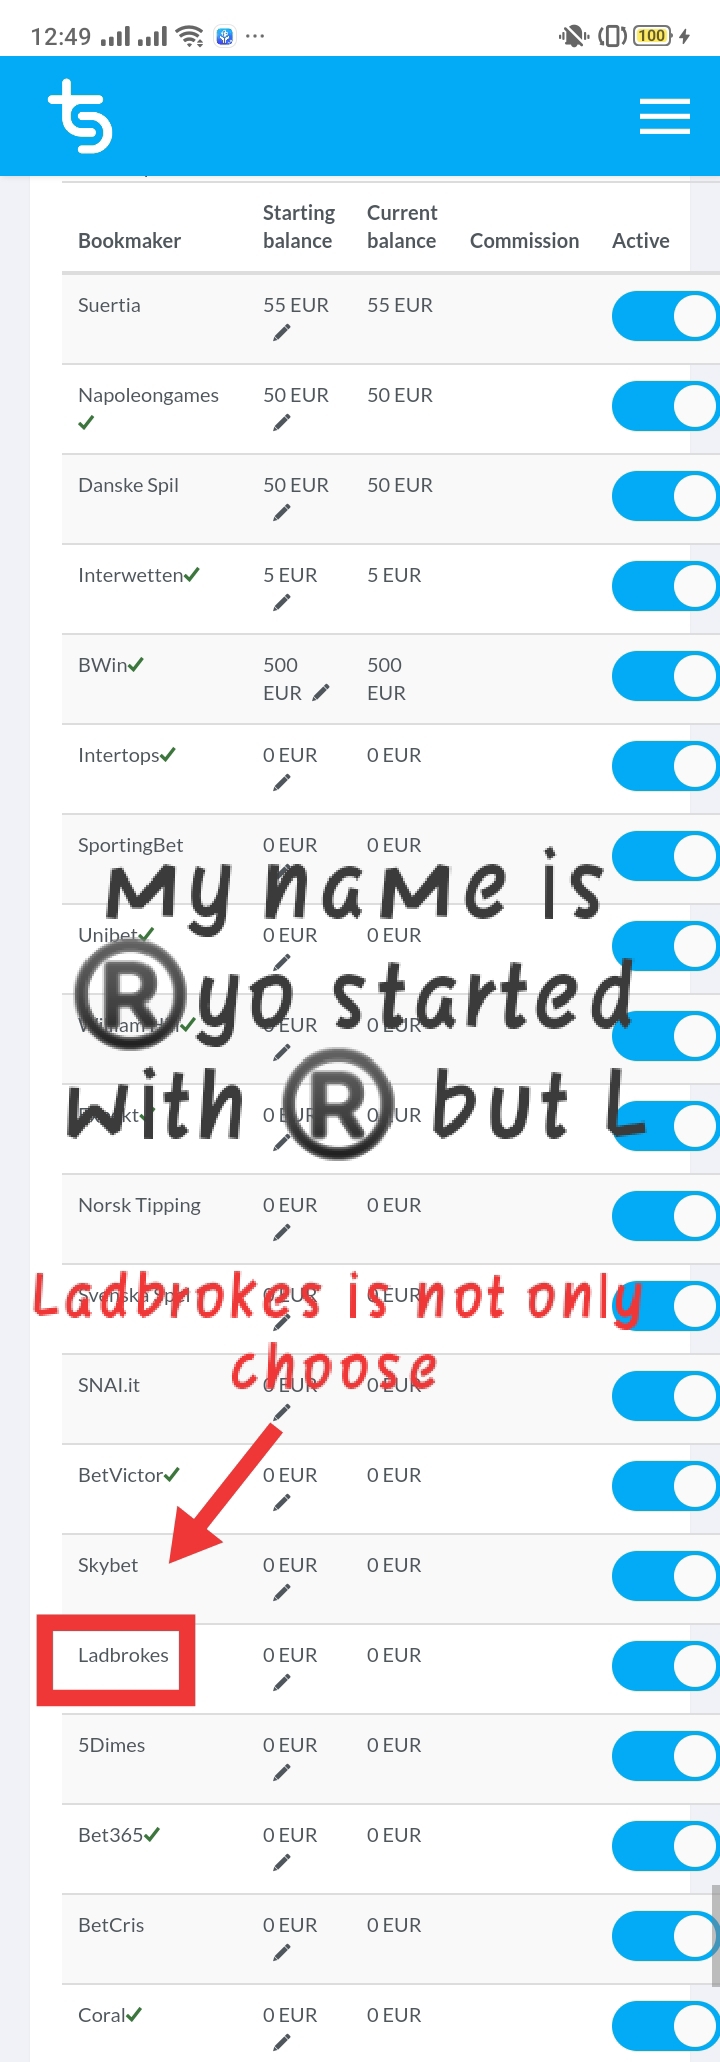 12:49
100
ts
Bookmaker Starting balance Current balance Commission Active
Suertia 55 EUR 55 EUR
Napoleongames 50 EUR 50 EUR
Danske Spil 50 EUR 50 EUR
Interwetten 5 EUR 5 EUR
BWin 500 EUR 500 EUR
Intertops 0 EUR 0 EUR
SportingBet 0 EUR 0 EUR
My naMe is
Unibet 0 EUR 0 EUR
®yo started
0 EUR 0 EUR
with ® but L
0 EUR 0 EUR
Norsk Tipping 0 EUR 0 EUR
Ladbrokes is not only
Svenska Spel 0 EUR 0 EUR
choose
SNAI.it 0 EUR 0 EUR
BetVictor 0 EUR 0 EUR
Skybet 0 EUR 0 EUR
Ladbrokes 0 EUR 0 EUR
5Dimes 0 EUR 0 EUR
Bet365 0 EUR 0 EUR
BetCris 0 EUR 0 EUR
Coral 0 EUR 0 EUR